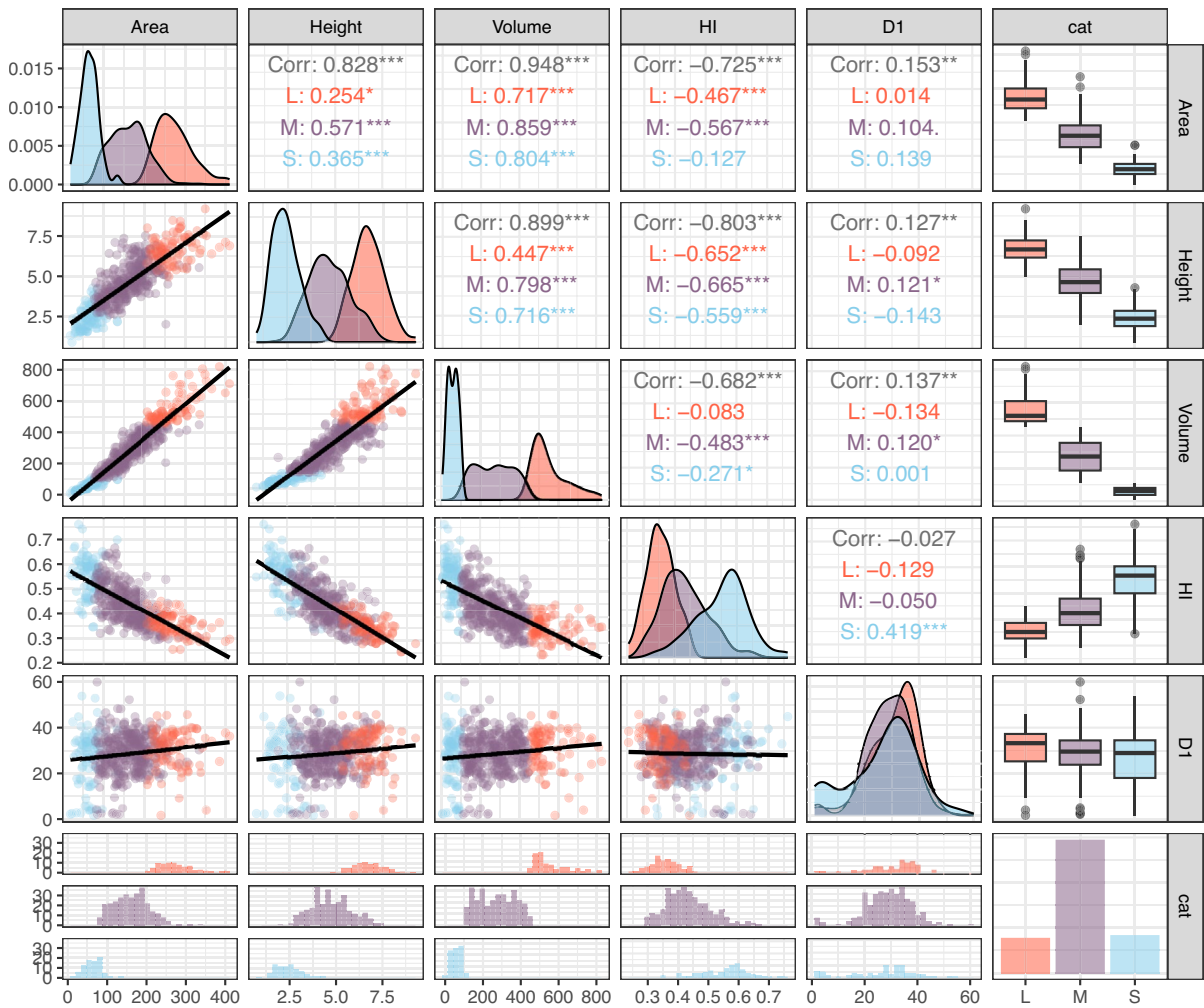 Area Height Volume HI D1 cat
0.015
0.010
0.005
0.000
Corr: 0.828***
L: 0.254*
M: 0.571***
S: 0.365***
Corr: 0.948***
L: 0.717***
M: 0.859***
S: 0.804***
Corr: −0.725***
L: −0.467***
M: −0.567***
S: −0.127
Corr: 0.153**
L: 0.014
M: 0.104.
S: 0.139
Area
7.5
5.0
2.5
Corr: 0.899***
L: 0.447***
M: 0.798***
S: 0.716***
Corr: −0.803***
L: −0.652***
M: −0.665***
S: −0.559***
Corr: 0.127**
L: −0.092
M: 0.121*
S: −0.143
Height
800
600
400
200
0
Corr: −0.682***
L: −0.083
M: −0.483***
S: −0.271*
Corr: 0.137**
L: −0.134
M: 0.120*
S: 0.001
Volume
0.7
0.6
0.5
0.4
0.3
0.2
Corr: −0.027
L: −0.129
M: −0.050
S: 0.419***
HI
60
40
20
0
D1
30
20
10
0
30
20
10
0
30
20
10
0
cat
0 100 200 300 400
2.5 5.0 7.5
0 200 400 600 800
0.3 0.4 0.5 0.6 0.7
0 20 40 60
L M S